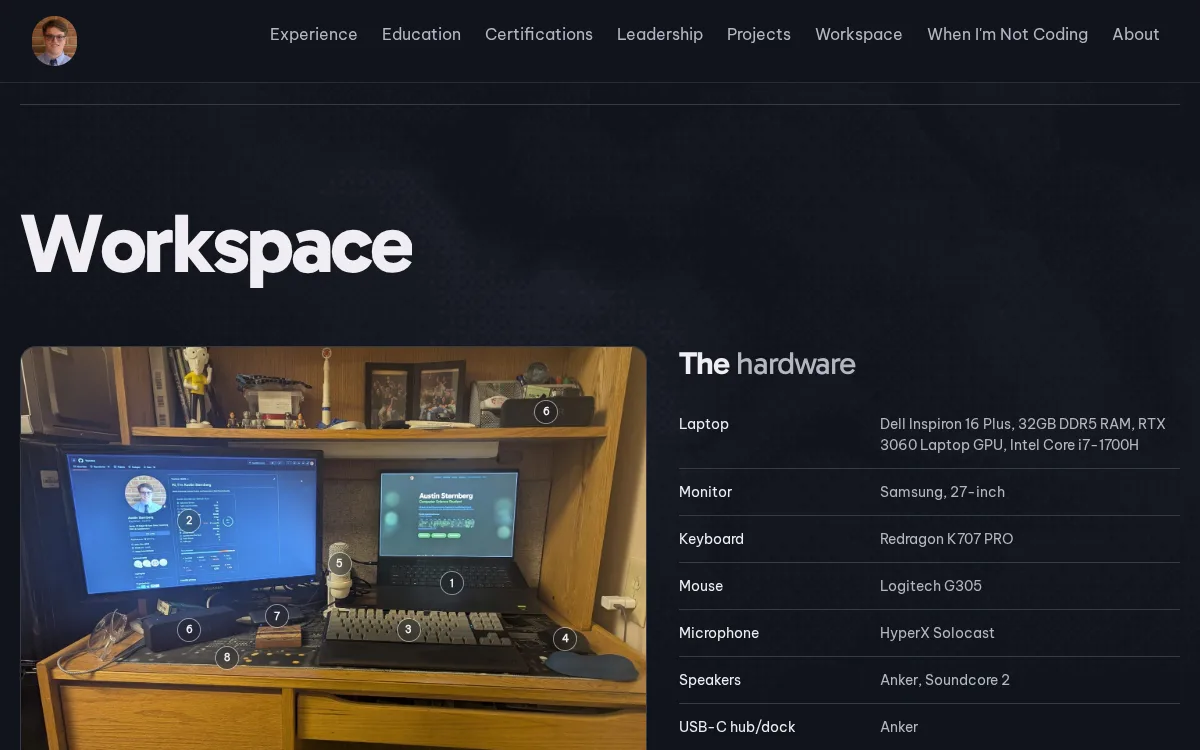 Experience Education Certifications Leadership Projects Workspace When I'm Not Coding About
Workspace
6
Austin Sternberg
Computer Science Student
2
5
1
7
6
3
4
8
The hardware
Laptop
Dell Inspiron 16 Plus, 32GB DDR5 RAM, RTX
3060 Laptop GPU, Intel Core i7-1700H
Monitor
Samsung, 27-inch
Keyboard
Redragon K707 PRO
Mouse
Logitech G305
Microphone
HyperX Solocast
Speakers
Anker, Soundcore 2
USB-C hub/dock
Anker